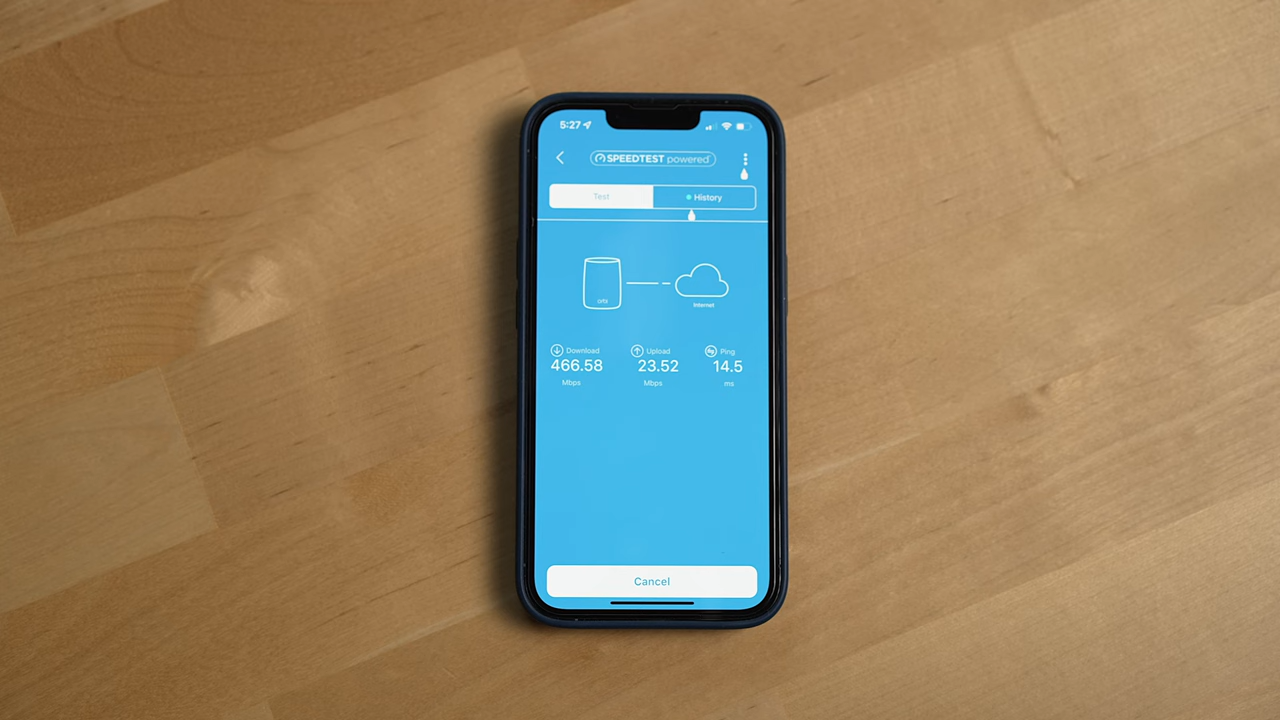 5:27
SPEEDTEST powered
Test
History
orbi
Internet
Download
Upload
Ping
466.58
23.52
14.5
Mbps
Mbps
ms
Cancel